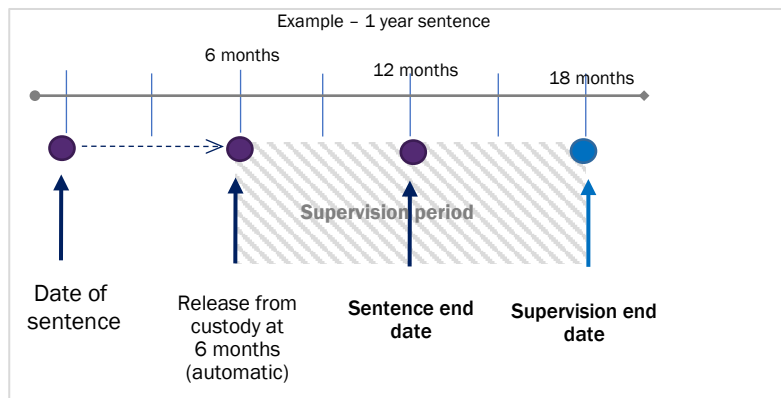 Example – 1 year sentence
6 months
12 months
18 months
Supervision period
Date of
sentence
Release from
custody at
6 months
(automatic)
Sentence end
date
Supervision end
date